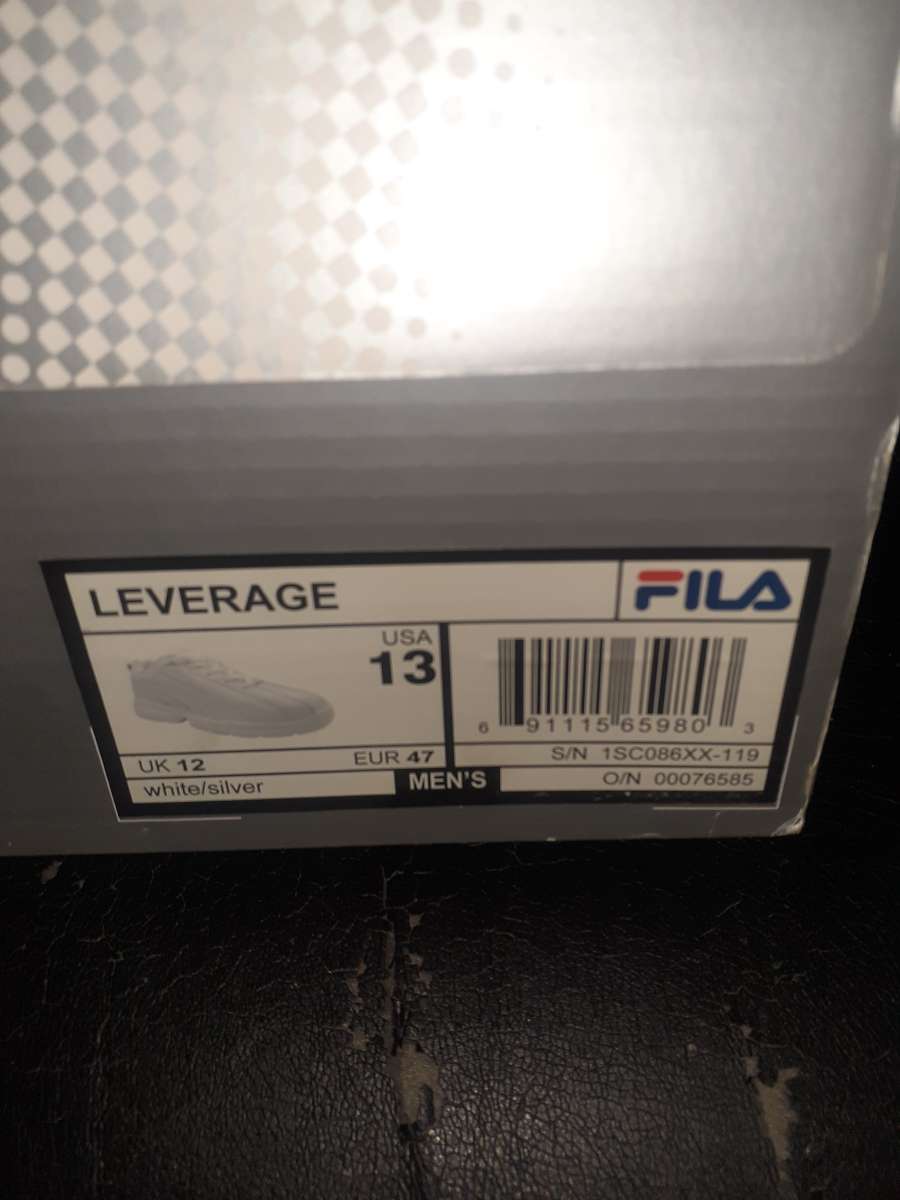 LEVERAGE
FILA
USA
13
UK 12
EUR 47
white/silver
MEN'S
6 91115 65980 3
S/N 1SC086XX-119
O/N 00076585